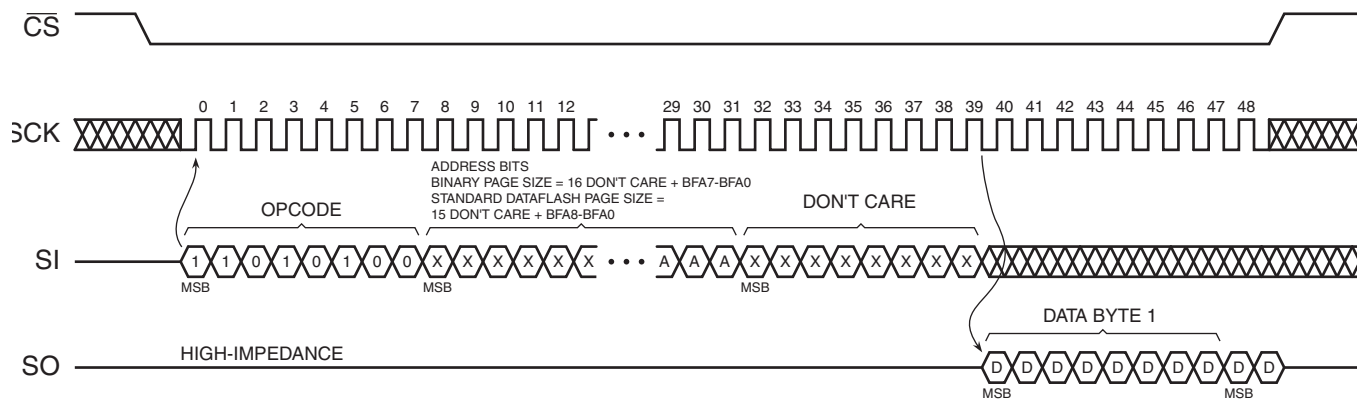 CS
0 1 2 3 4 5 6 7 8 9 10 11 12 29 30 31 32 33 34 35 36 37 38 39 40 41 42 43 44 45 46 47 48
SCK
ADDRESS BITS
BINARY PAGE SIZE = 16 DON'T CARE + BFA7-BFA0
STANDARD DATAFLASH PAGE SIZE =
15 DON'T CARE + BFA8-BFA0
OPCODE
DON'T CARE
SI 1 1 0 1 0 1 0 0 X X X X X X A A A X X X X X X X X
MSB MSB MSB
DATA BYTE 1
HIGH-IMPEDANCE
SO D D D D D D D D D D
MSB MSB